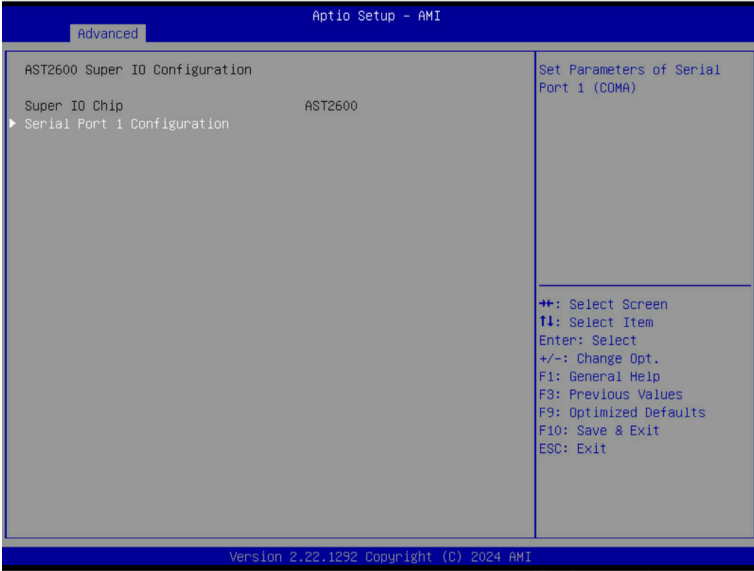 Aptio Setup – AMI
Advanced
AST2600 Super IO Configuration
Super IO Chip AST2600
▶ Serial Port 1 Configuration
Set Parameters of Serial
Port 1 (COMA)
→←: Select Screen
↑↓: Select Item
Enter: Select
+/-: Change Opt.
F1: General Help
F3: Previous Values
F9: Optimized Defaults
F10: Save & Exit
ESC: Exit
Version 2.22.1292 Copyright (C) 2024 AMI